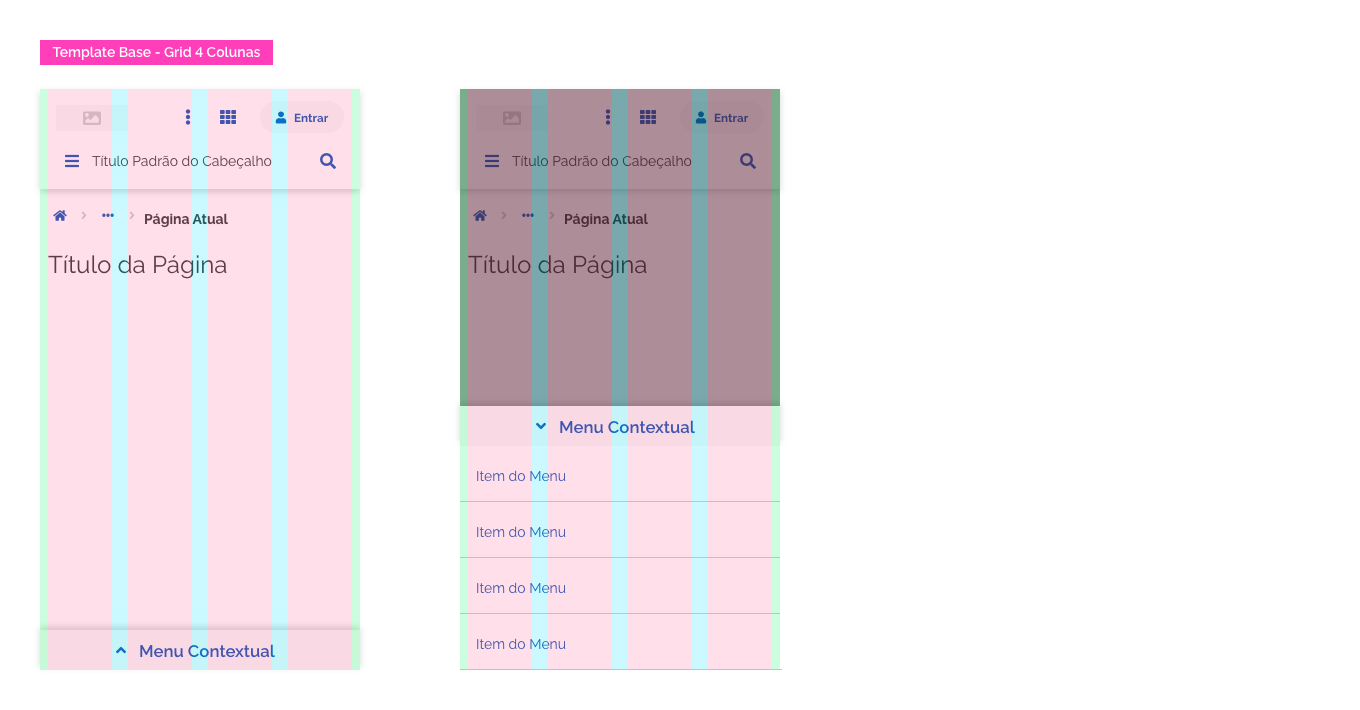 Template Base - Grid 4 Colunas
Entrar
Título Padrão do Cabeçalho
Página Atual
Título da Página
Menu Contextual
Entrar
Título Padrão do Cabeçalho
Página Atual
Título da Página
Menu Contextual
Item do Menu
Item do Menu
Item do Menu
Item do Menu